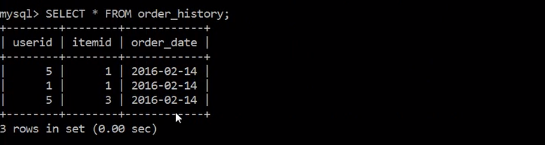 mysql> SELECT * FROM order_history;
+--------+--------+------------+
| userid | itemid | order_date |
+--------+--------+------------+
|      5 |      1 | 2016-02-14 |
|      1 |      1 | 2016-02-14 |
|      5 |      3 | 2016-02-14 |
+--------+--------+------------+
3 rows in set (0.00 sec)